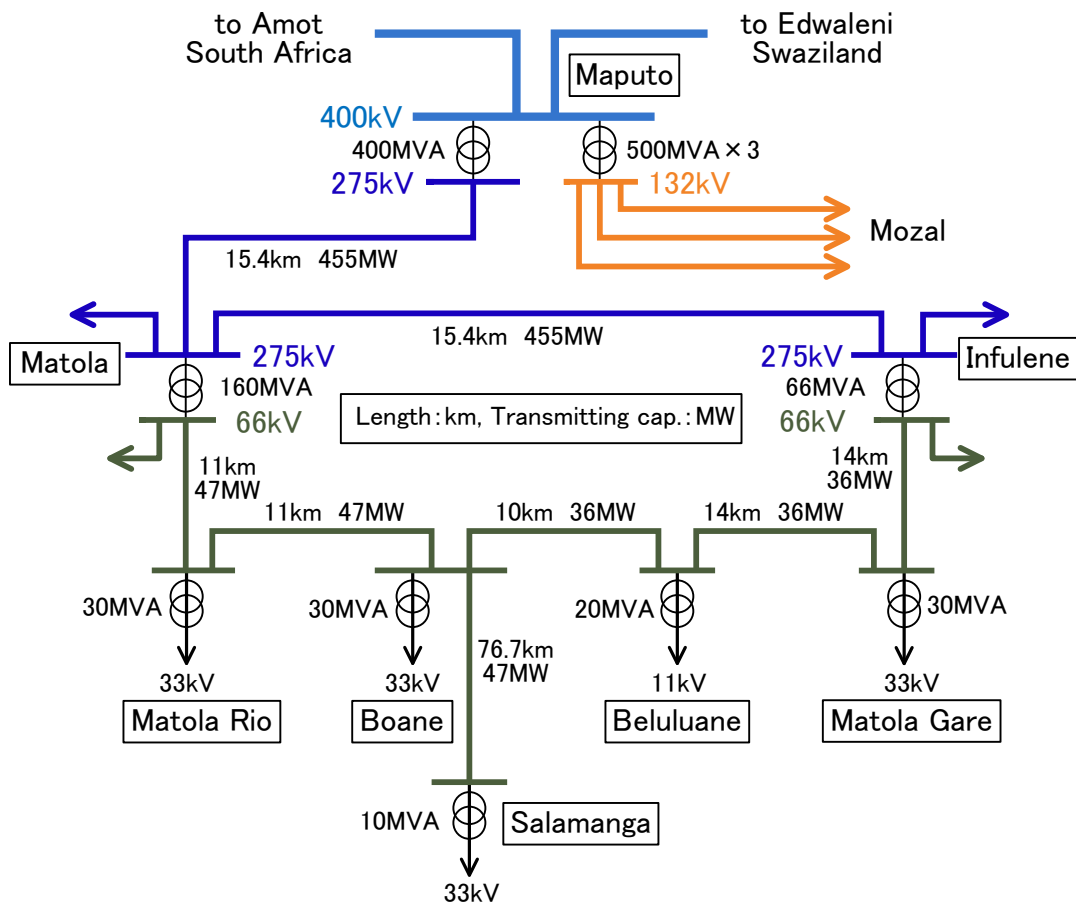 to Amot
South Africa
to Edwaleni
Swaziland
Maputo
400kV
400MVA
500MVA×3
275kV
132kV
Mozal
15.4km 455MW
15.4km 455MW
Matola
275kV
275kV
Infulene
160MVA
66MVA
66kV
Length:km, Transmitting cap.:MW
66kV
11km
47MW
14km
36MW
11km 47MW
10km 36MW
14km 36MW
30MVA
30MVA
20MVA
30MVA
76.7km
47MW
33kV
33kV
11kV
33kV
Matola Rio
Boane
Beluluane
Matola Gare
10MVA
Salamanga
33kV